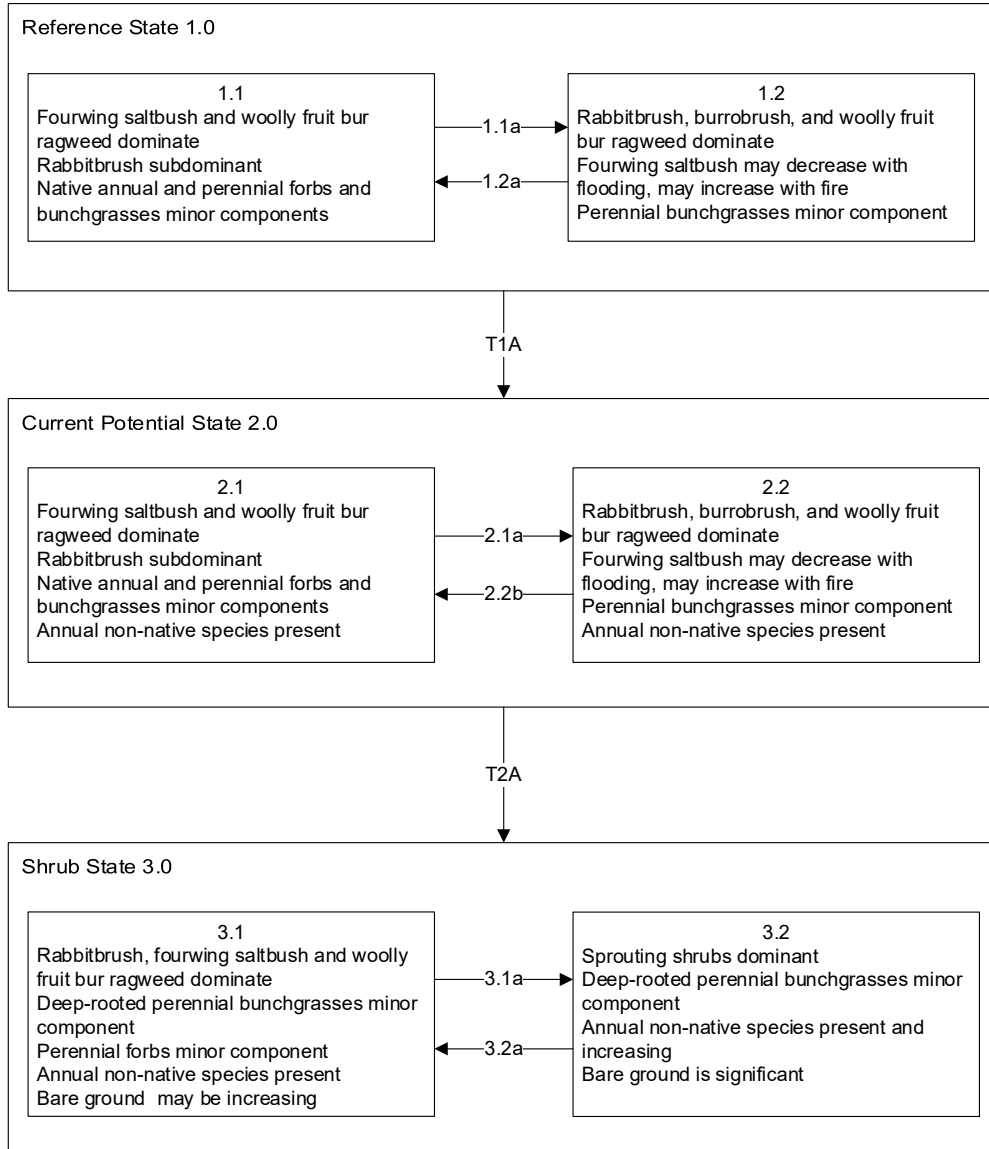 Reference State 1.0
1.1
Fourwing saltbush and woolly fruit bur
ragweed dominate
Rabbitbrush subdominant
Native annual and perennial forbs and
bunchgrasses minor components
1.1a
1.2a
1.2
Rabbitbrush, burrobrush, and woolly fruit
bur ragweed dominate
Fourwing saltbush may decrease with
flooding, may increase with fire
Perennial bunchgrasses minor component
T1A
Current Potential State 2.0
2.1
Fourwing saltbush and woolly fruit bur
ragweed dominate
Rabbitbrush subdominant
Native annual and perennial forbs and
bunchgrasses minor components
Annual non-native species present
2.1a
2.2b
2.2
Rabbitbrush, burrobrush, and woolly fruit
bur ragweed dominate
Fourwing saltbush may decrease with
flooding, may increase with fire
Perennial bunchgrasses minor component
Annual non-native species present
T2A
Shrub State 3.0
3.1
Rabbitbrush, fourwing saltbush and woolly
fruit bur ragweed dominate
Deep-rooted perennial bunchgrasses minor
component
Perennial forbs minor component
Annual non-native species present
Bare ground may be increasing
3.1a
3.2a
3.2
Sprouting shrubs dominant
Deep-rooted perennial bunchgrasses minor
component
Annual non-native species present and
increasing
Bare ground is significant